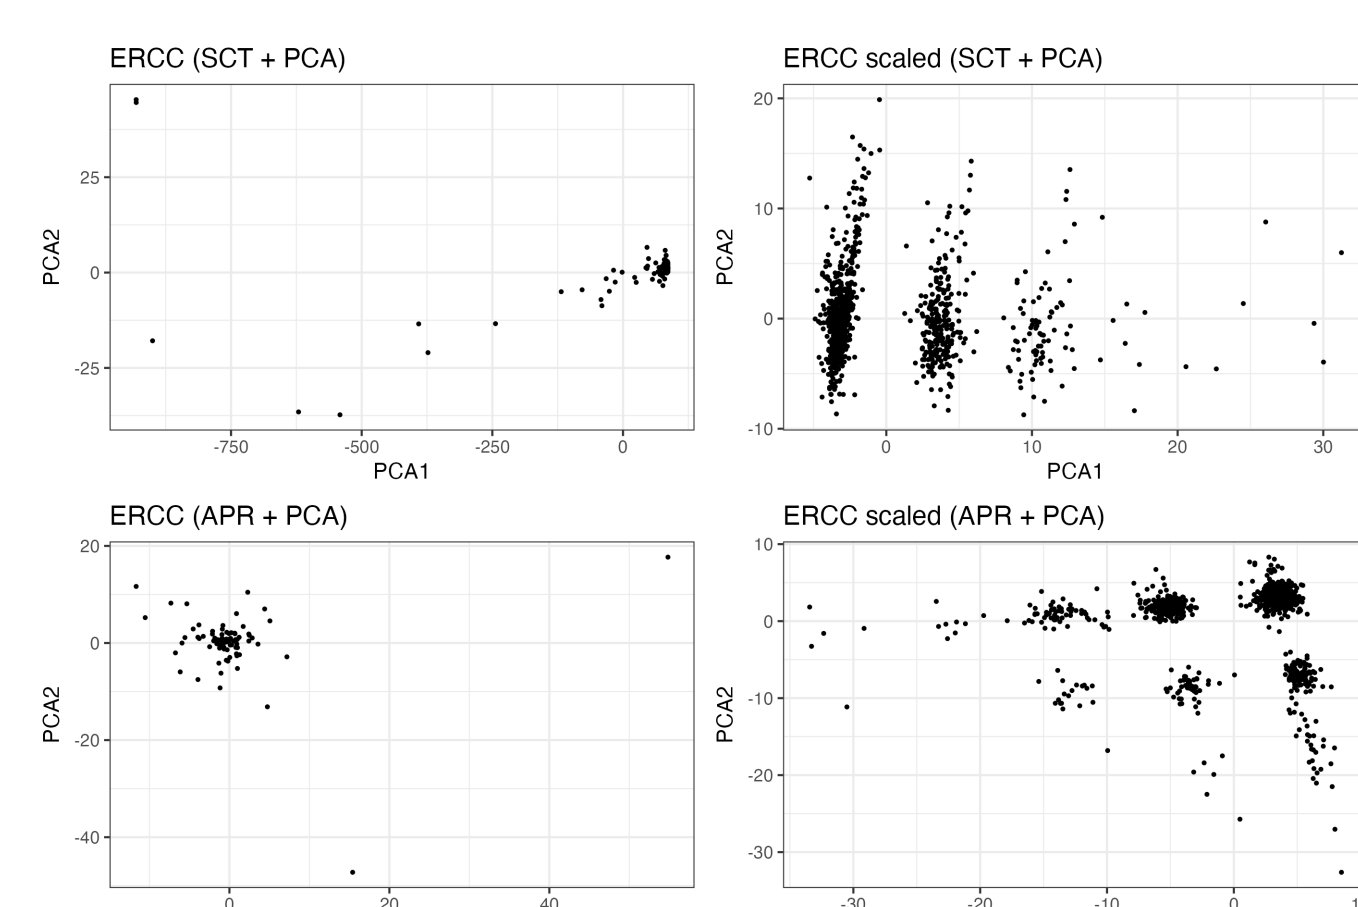 ERCC (SCT + PCA)
25
0
-25
-750 -500 -250 0
PCA1
PCA2
ERCC scaled (SCT + PCA)
20
10
0
-10
0 10 20 30
PCA1
PCA2
ERCC (APR + PCA)
20
0
-20
-40
0 20 40
PCA2
ERCC scaled (APR + PCA)
10
0
-10
-20
-30
-30 -20 -10 0
PCA2